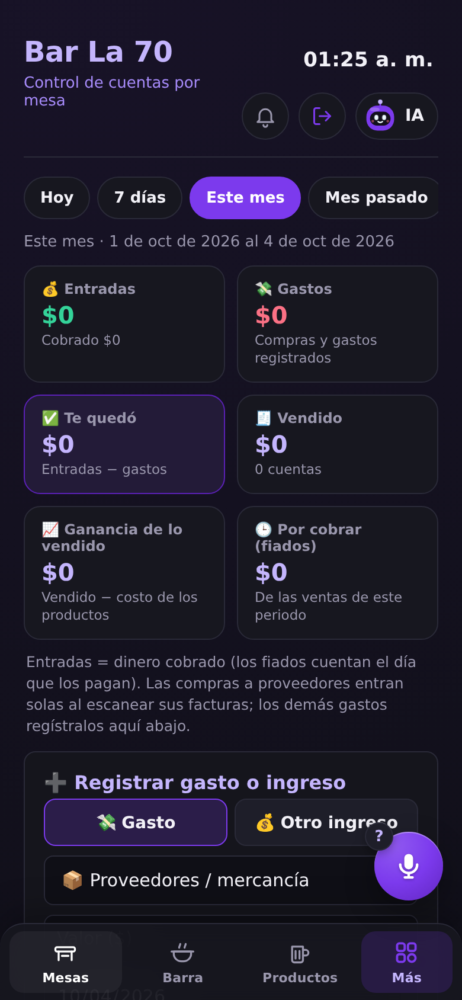 Bar La 70
Control de cuentas por
mesa
01:25 a. m.
IA
Hoy
7 días
Este mes
Mes pasado
Este mes · 1 de oct de 2026 al 4 de oct de 2026
💰 Entradas
$0
Cobrado $0
💸 Gastos
$0
Compras y gastos
registrados
✅ Te quedó
$0
Entradas − gastos
🧾 Vendido
$0
0 cuentas
📈 Ganancia de lo
vendido
$0
Vendido − costo de los
productos
🕒 Por cobrar
(fiados)
$0
De las ventas de este
periodo
Entradas = dinero cobrado (los fiados cuentan el día
que los pagan). Las compras a proveedores entran
solas al escanear sus facturas; los demás gastos
regístralos aquí abajo.
➕ Registrar gasto o ingreso
💸 Gasto
💰 Otro ingreso
?
📦 Proveedores / mercancía
Valor ($)
Mesas
Barra
Productos
Más
10/04/2026